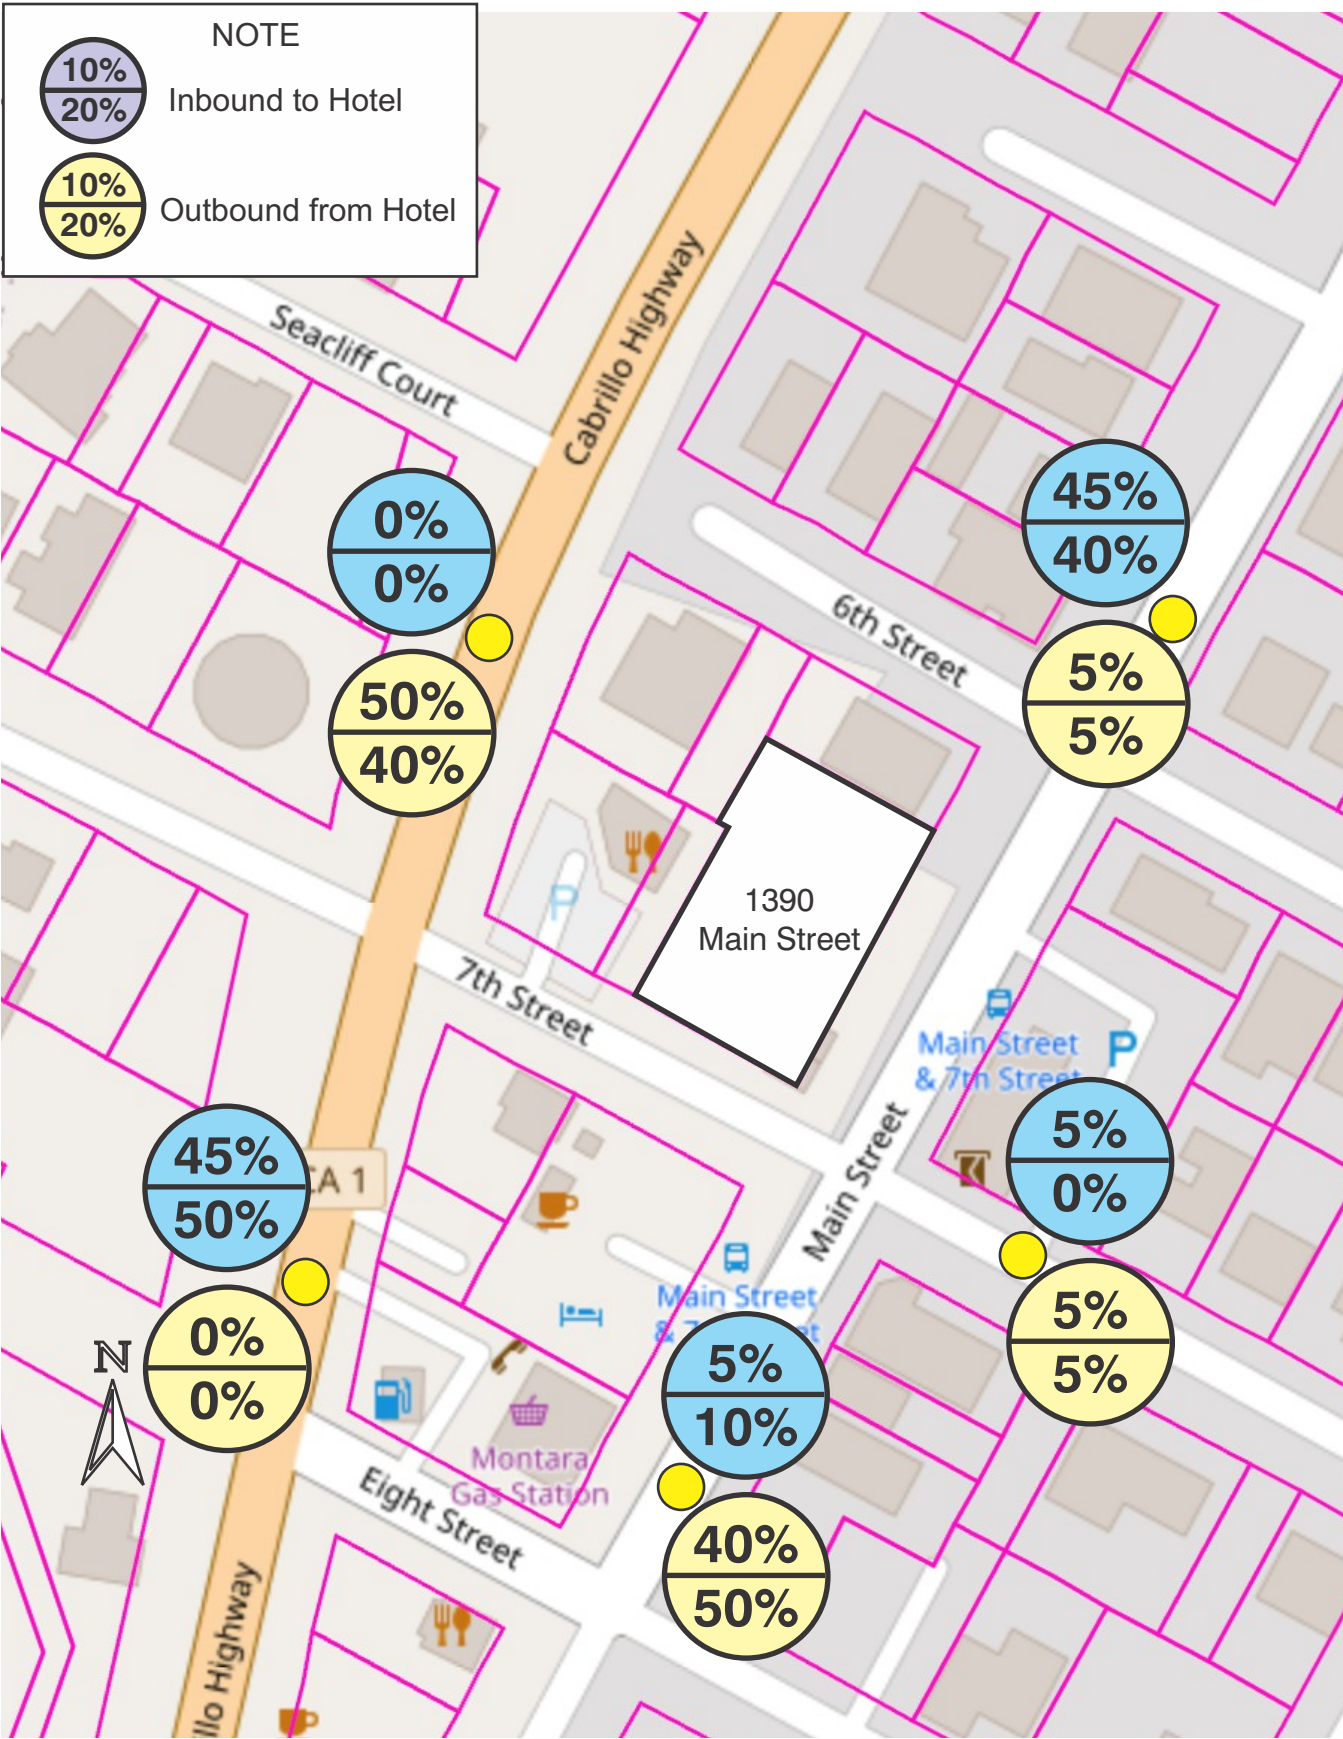 NOTE
10%
20%
Inbound to Hotel
10%
20%
Outbound from Hotel
Seacliff Court
Cabrillo Highway
0%
0%
50%
40%
45%
40%
5%
5%
6th Street
P
1390
Main Street
7th Street
Main Street
& 7th Street
P
Main Street
5%
0%
5%
5%
45%
50%
CA 1
0%
0%
N
Main Street
5%
10%
40%
50%
Montara
Gas Station
Eight Street
llo Highway